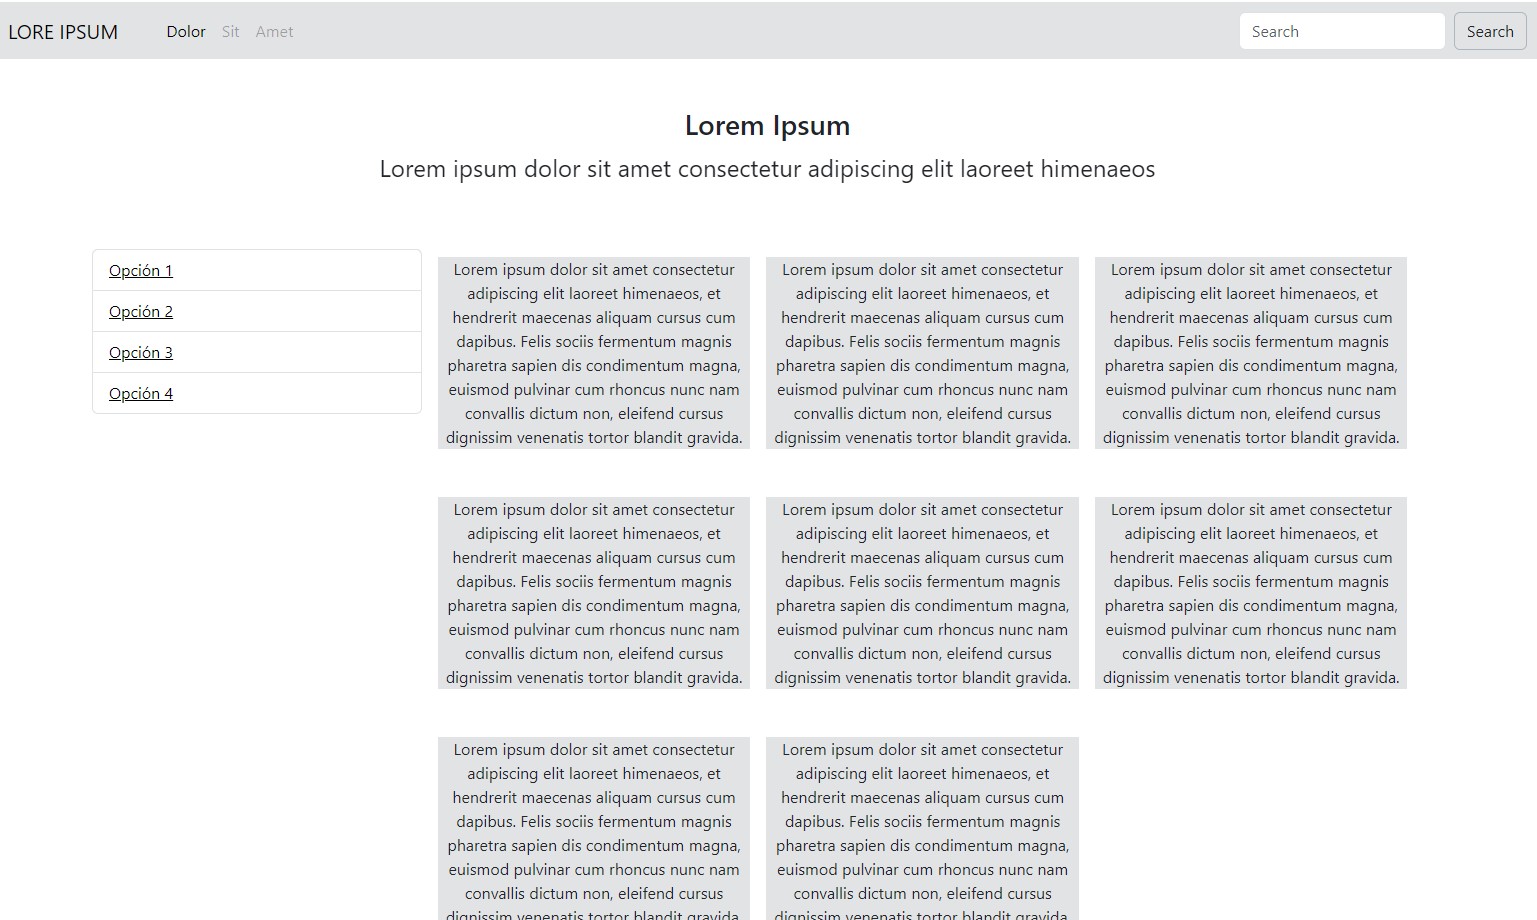 LORE IPSUM
Dolor
Sit
Amet
Search
Search
Lorem Ipsum
Lorem ipsum dolor sit amet consectetur adipiscing elit laoreet himenaeos
Opción 1
Opción 2
Opción 3
Opción 4
Lorem ipsum dolor sit amet consectetur
adipiscing elit laoreet himenaeos, et
hendrerit maecenas aliquam cursus cum
dapibus. Felis sociis fermentum magnis
pharetra sapien dis condimentum magna,
euismod pulvinar cum rhoncus nunc nam
convallis dictum non, eleifend cursus
dignissim venenatis tortor blandit gravida.
Lorem ipsum dolor sit amet consectetur
adipiscing elit laoreet himenaeos, et
hendrerit maecenas aliquam cursus cum
dapibus. Felis sociis fermentum magnis
pharetra sapien dis condimentum magna,
euismod pulvinar cum rhoncus nunc nam
convallis dictum non, eleifend cursus
dignissim venenatis tortor blandit gravida.
Lorem ipsum dolor sit amet consectetur
adipiscing elit laoreet himenaeos, et
hendrerit maecenas aliquam cursus cum
dapibus. Felis sociis fermentum magnis
pharetra sapien dis condimentum magna,
euismod pulvinar cum rhoncus nunc nam
convallis dictum non, eleifend cursus
dignissim venenatis tortor blandit gravida.
Lorem ipsum dolor sit amet consectetur
adipiscing elit laoreet himenaeos, et
hendrerit maecenas aliquam cursus cum
dapibus. Felis sociis fermentum magnis
pharetra sapien dis condimentum magna,
euismod pulvinar cum rhoncus nunc nam
convallis dictum non, eleifend cursus
dignissim venenatis tortor blandit gravida.
Lorem ipsum dolor sit amet consectetur
adipiscing elit laoreet himenaeos, et
hendrerit maecenas aliquam cursus cum
dapibus. Felis sociis fermentum magnis
pharetra sapien dis condimentum magna,
euismod pulvinar cum rhoncus nunc nam
convallis dictum non, eleifend cursus
dignissim venenatis tortor blandit gravida.
Lorem ipsum dolor sit amet consectetur
adipiscing elit laoreet himenaeos, et
hendrerit maecenas aliquam cursus cum
dapibus. Felis sociis fermentum magnis
pharetra sapien dis condimentum magna,
euismod pulvinar cum rhoncus nunc nam
convallis dictum non, eleifend cursus
dignissim venenatis tortor blandit gravida.
Lorem ipsum dolor sit amet consectetur
adipiscing elit laoreet himenaeos, et
hendrerit maecenas aliquam cursus cum
dapibus. Felis sociis fermentum magnis
pharetra sapien dis condimentum magna,
euismod pulvinar cum rhoncus nunc nam
convallis dictum non, eleifend cursus
dignissim venenatis tortor blandit gravida.
Lorem ipsum dolor sit amet consectetur
adipiscing elit laoreet himenaeos, et
hendrerit maecenas aliquam cursus cum
dapibus. Felis sociis fermentum magnis
pharetra sapien dis condimentum magna,
euismod pulvinar cum rhoncus nunc nam
convallis dictum non, eleifend cursus
dignissim venenatis tortor blandit gravida.